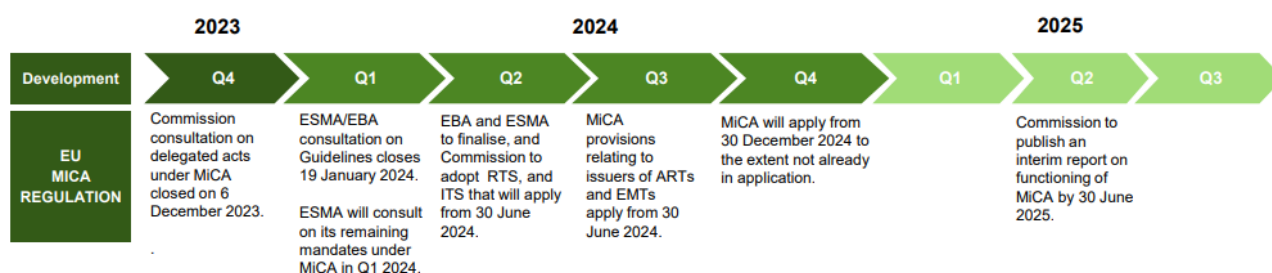 2023
2024
2025
Development
Q4
Q1
Q2
Q3
Q4
Q1
Q2
Q3
EU
MICA
REGULATION
Commission
consultation on
delegated acts
under MiCA
closed on 6
December 2023.
.
ESMA/EBA
consultation on
Guidelines closes
19 January 2024.
ESMA will consult
on its remaining
mandates under
MiCA in Q1 2024.
EBA and ESMA
to finalise, and
Commission to
adopt RTS, and
ITS that will apply
from 30 June
2024.
MiCA
provisions
relating to
issuers of ARTs
and EMTs
apply from 30
June 2024.
MiCA will apply from
30 December 2024 to
the extent not already
in application.
Commission to
publish an
interim report on
functioning of
MiCA by 30 June
2025.